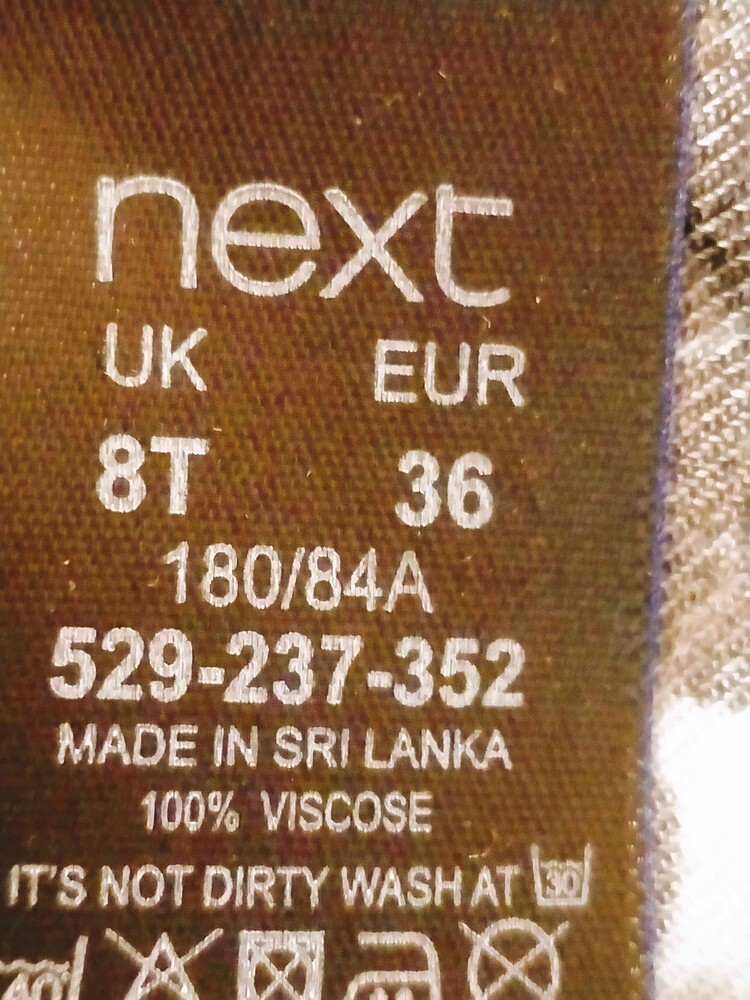 next
UK EUR
8T 36
180/84A
529-237-352
MADE IN SRI LANKA
100% VISCOSE
IT'S NOT DIRTY WASH AT 30
40